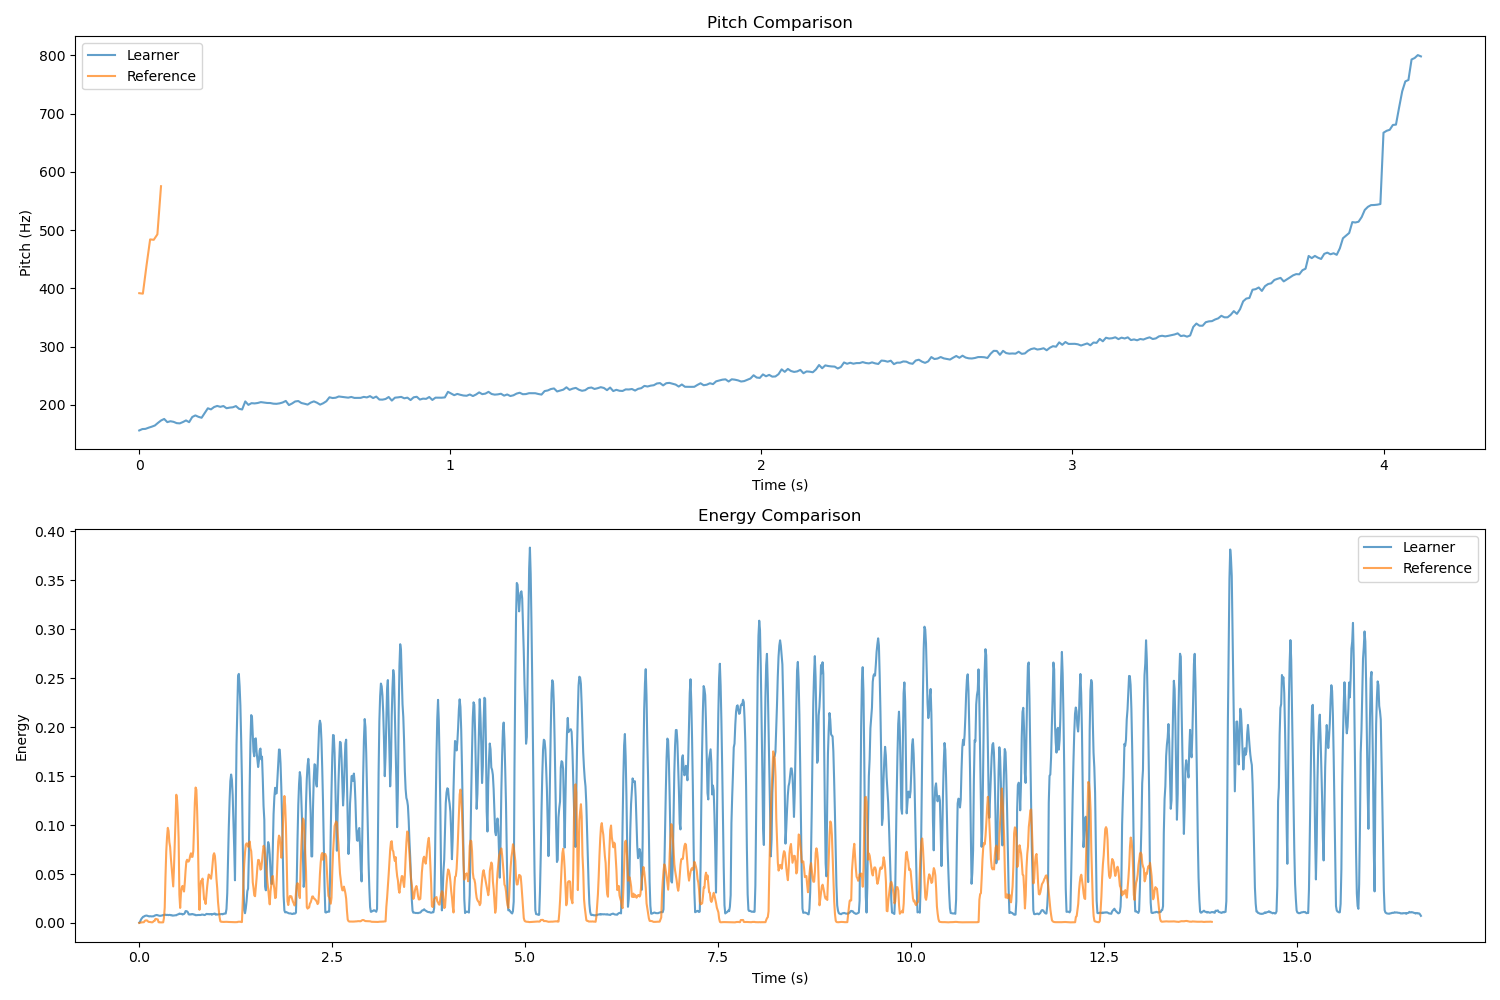 Pitch Comparison
Learner
Reference
800
700
600
500
400
300
200
Pitch (Hz)
0 1 2 3 4
Time (s)
Energy Comparison
Learner
Reference
0.40
0.35
0.30
0.25
0.20
0.15
0.10
0.05
0.00
Energy
0.0 2.5 5.0 7.5 10.0 12.5 15.0
Time (s)